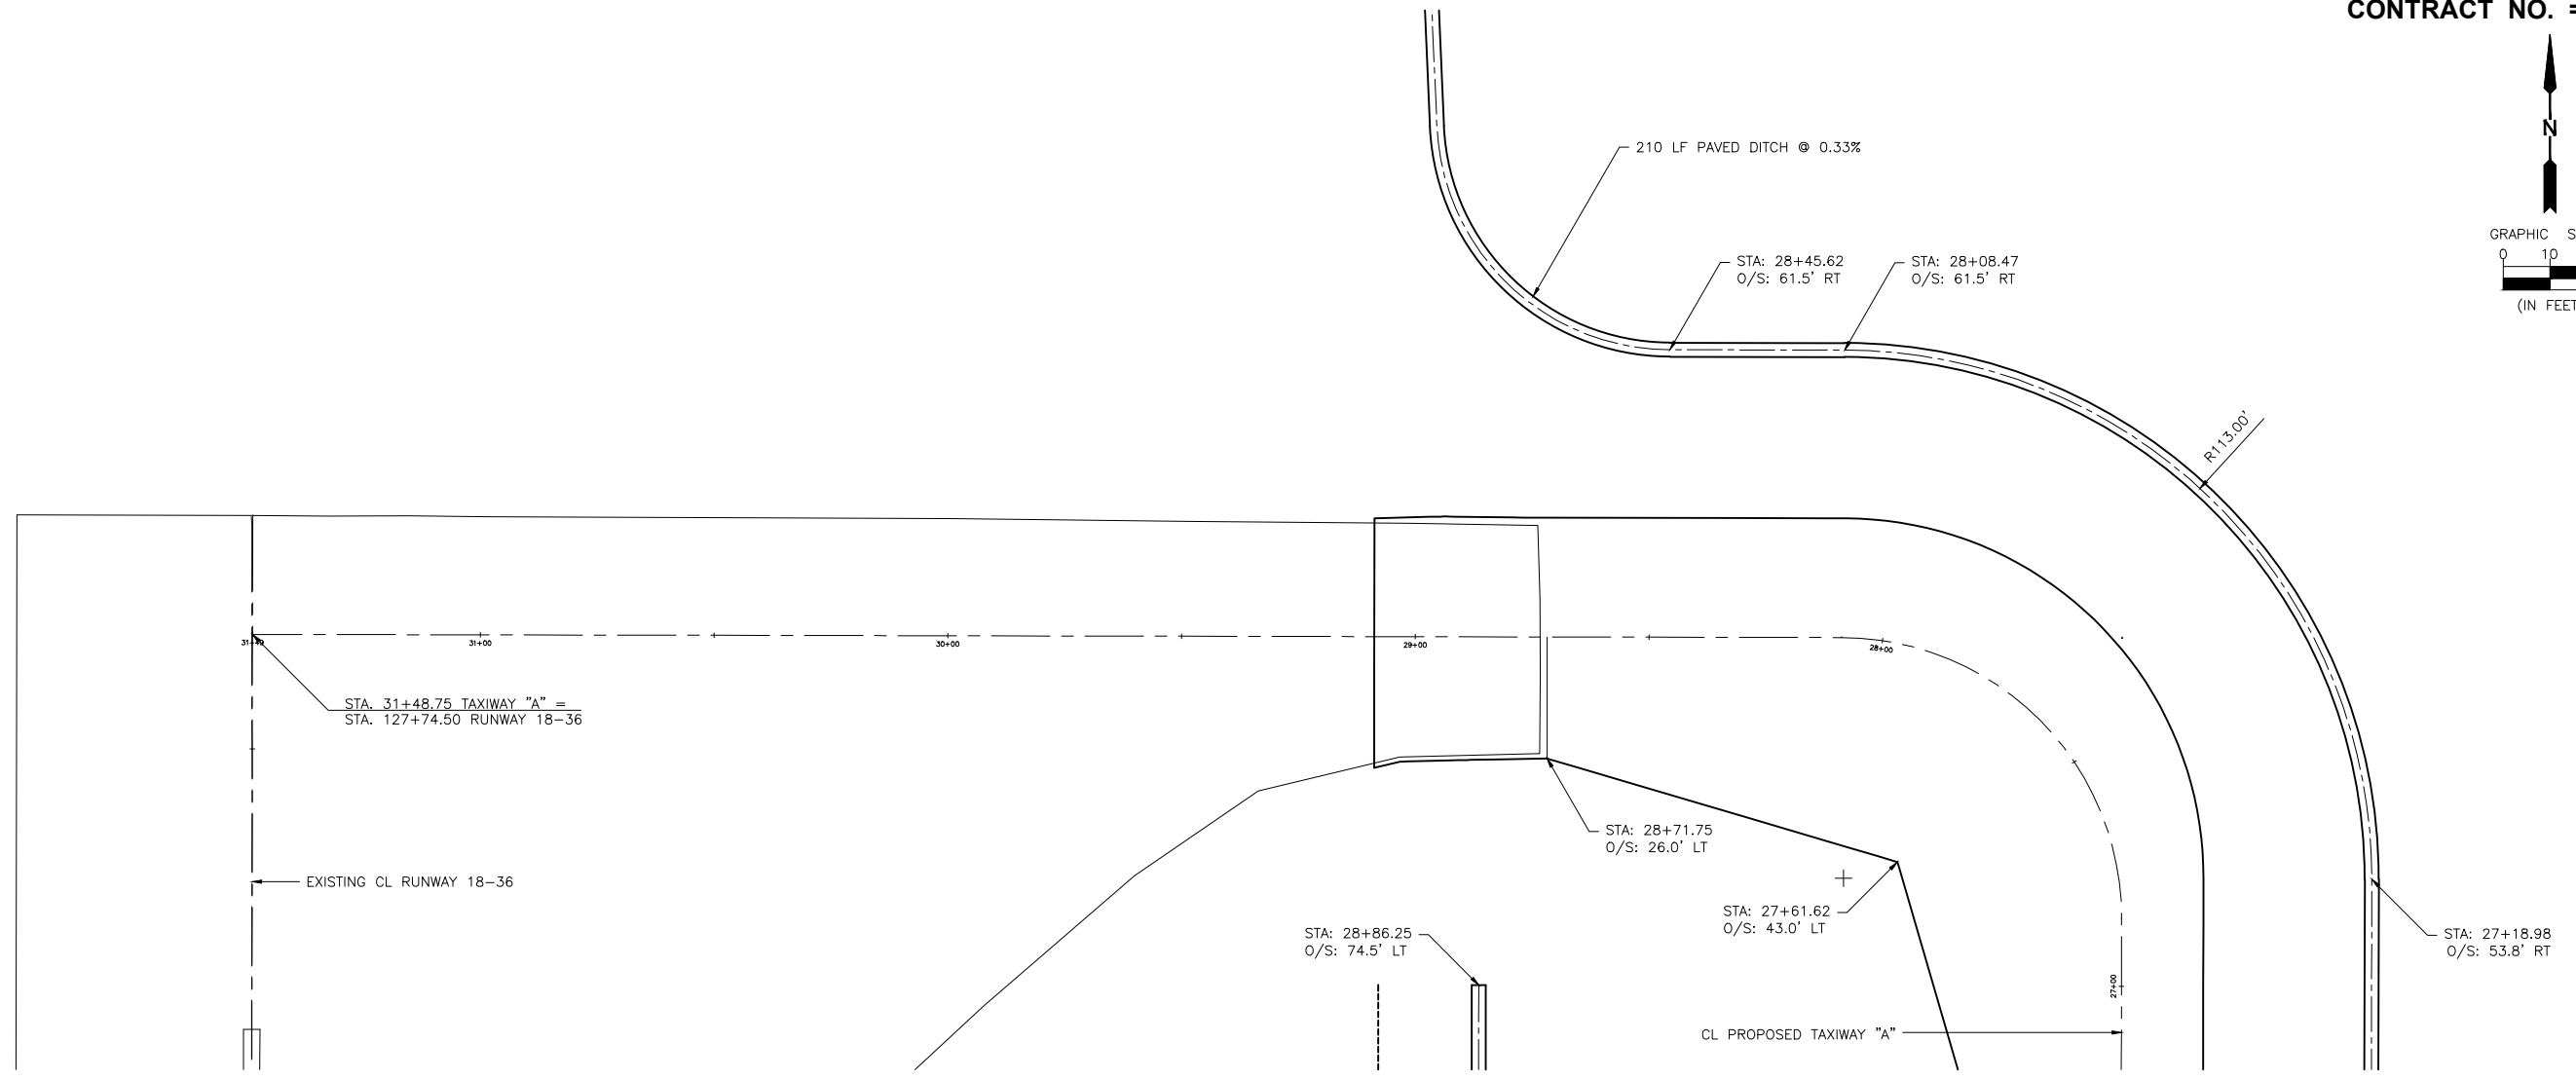 CONTRACT NO. =
N
GRAPHIC S
0 10
(IN FEET
210 LF PAVED DITCH @ 0.33%
STA: 28+45.62
O/S: 61.5' RT
STA: 28+08.47
O/S: 61.5' RT
R113.00'
31+49
31+00
30+00
29+00
28+00
STA. 31+48.75 TAXIWAY "A" =
STA. 127+74.50 RUNWAY 18-36
STA: 28+71.75
O/S: 26.0' LT
EXISTING CL RUNWAY 18-36
STA: 27+61.62
O/S: 43.0' LT
STA: 28+86.25
O/S: 74.5' LT
STA: 27+18.98
O/S: 53.8' RT
27+00
CL PROPOSED TAXIWAY "A"